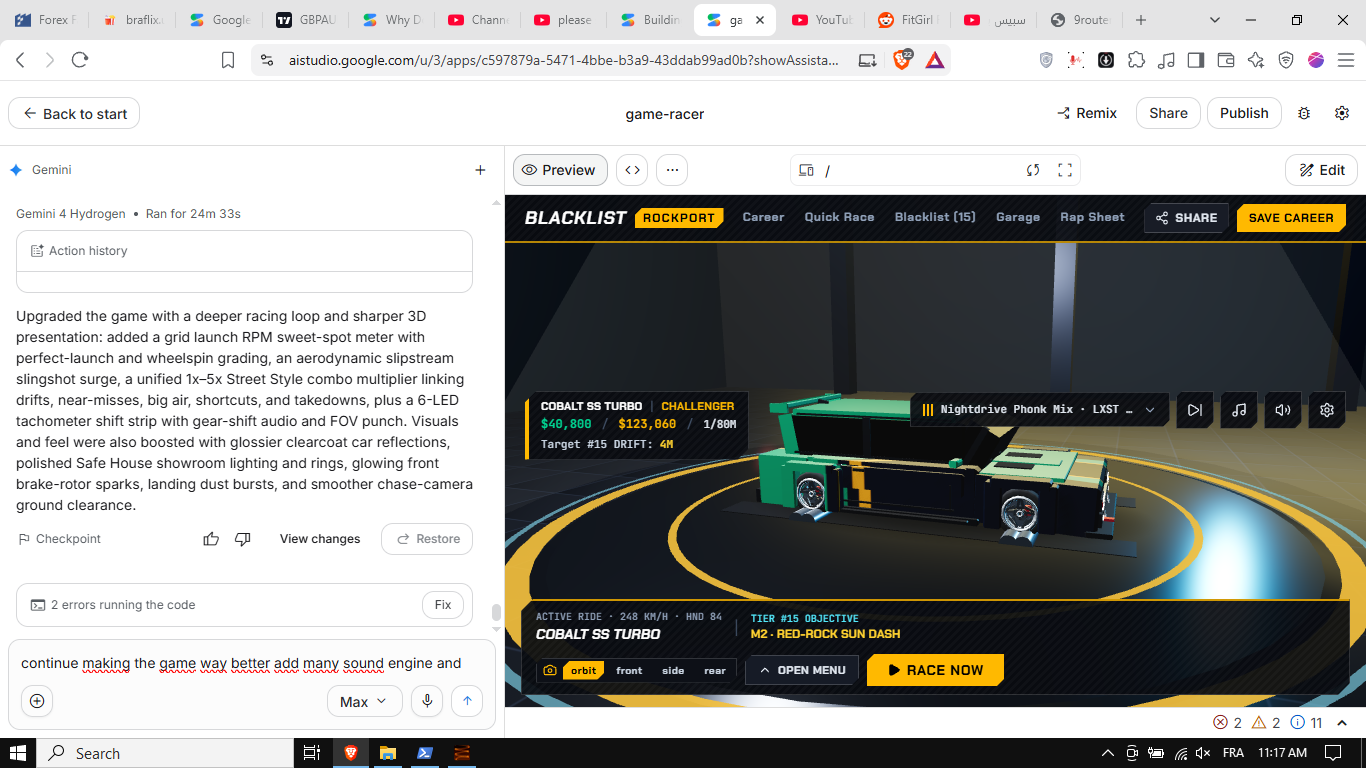 Forex F
braflix.
Google
GBPAU
Why D
Chann
please
Buildin
ga
YouTub
FitGirl
سبيس
9route
aistudio.google.com/u/3/apps/c597879a-5471-4bbe-b3a9-43ddab99ad0b?showAssista...
22
Back to start
game-racer
Remix
Share
Publish
Gemini
Preview
/
Edit
Gemini 4 Hydrogen • Ran for 24m 33s
Action history
Upgraded the game with a deeper racing loop and sharper 3D
presentation: added a grid launch RPM sweet-spot meter with
perfect-launch and wheelspin grading, an aerodynamic slipstream
slingshot surge, a unified 1x–5x Street Style combo multiplier linking
drifts, near-misses, big air, shortcuts, and takedowns, plus a 6-LED
tachometer shift strip with gear-shift audio and FOV punch. Visuals
and feel were also boosted with glossier clearcoat car reflections,
polished Safe House showroom lighting and rings, glowing front
brake-rotor sparks, landing dust bursts, and smoother chase-camera
ground clearance.
Checkpoint
View changes
Restore
2 errors running the code
Fix
continue making the game way better add many sound engine and
Max
BLACKLIST
ROCKPORT
Career
Quick Race
Blacklist (15)
Garage
Rap Sheet
SHARE
SAVE CAREER
COBALT SS TURBO | CHALLENGER
$40,800 / $123,060 / 1/80M
Target #15 DRIFT: 4M
Nightdrive Phonk Mix · LXST …
ACTIVE RIDE · 248 KM/H · HND 84
COBALT SS TURBO
TIER #15 OBJECTIVE
M2 · RED-ROCK SUN DASH
orbit
front
side
rear
OPEN MENU
RACE NOW
2
2
11
Search
FRA
11:17 AM